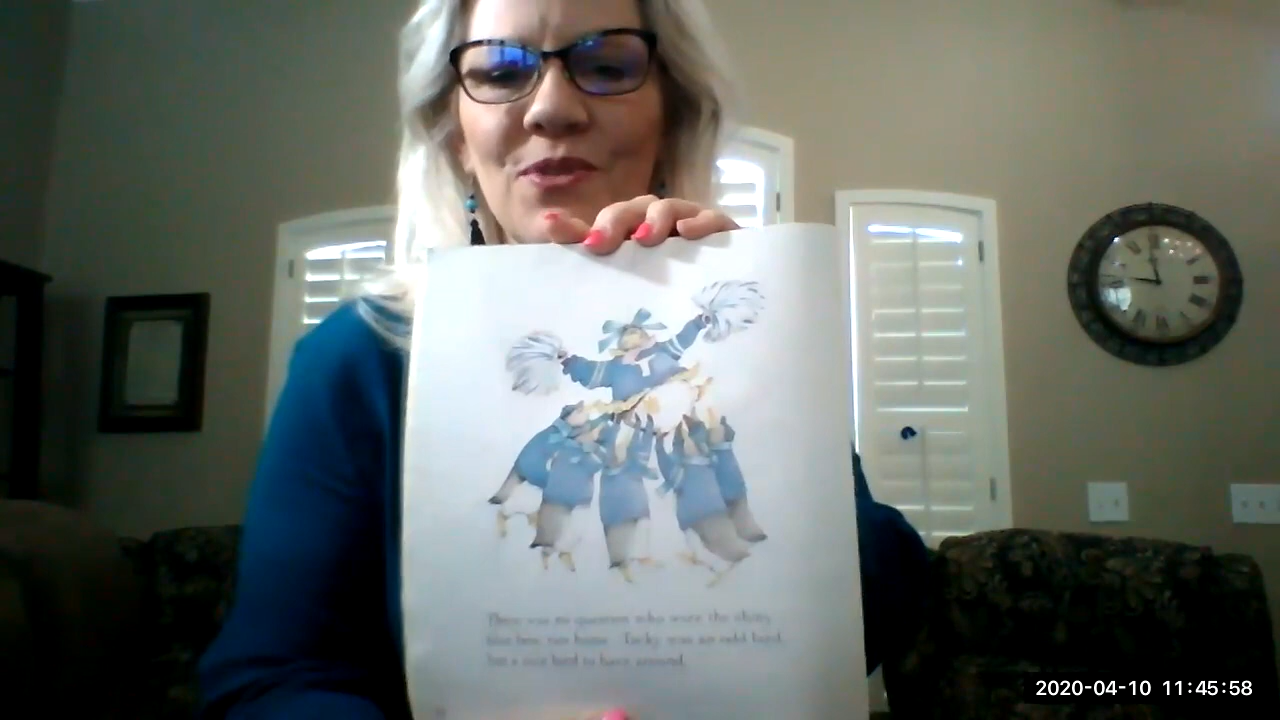 There was no question who wore the shiny
blue bow tie home. Tacky was an odd bird,
but a nice bird to have around.
2020-04-10 11:45:58